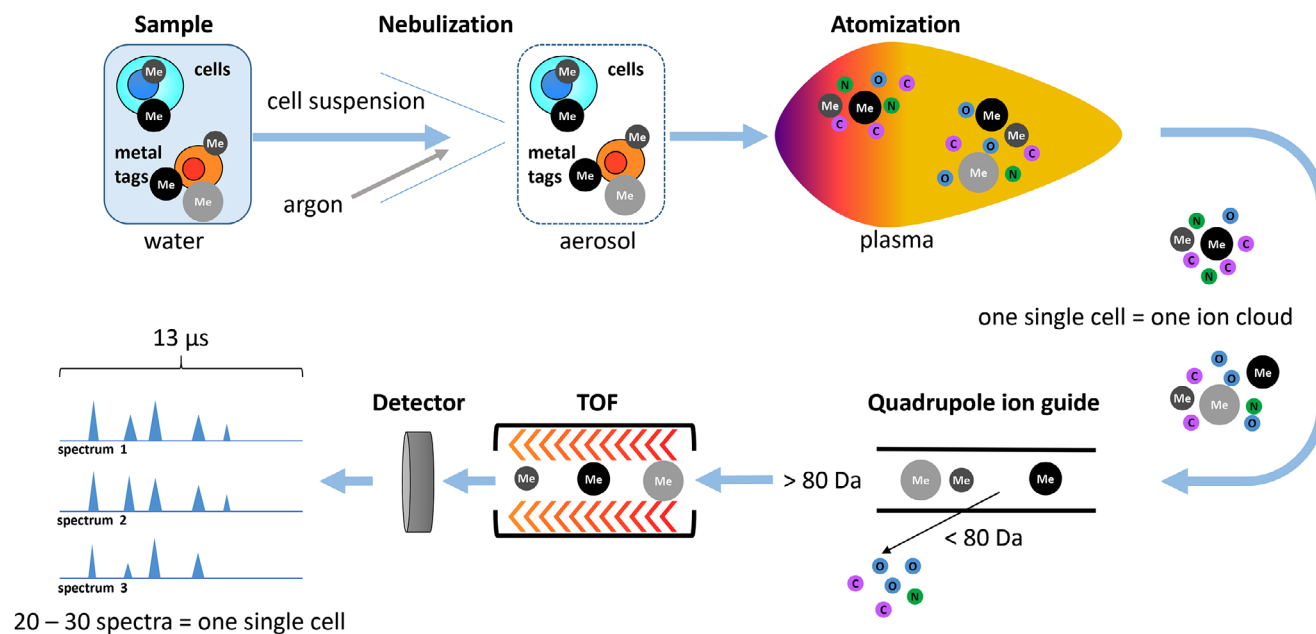 Sample
Nebulization
Atomization
Me
cells
Me
metal
tags
Me
Me
Me
water
cell suspension
argon
Me
cells
Me
metal
tags
Me
Me
Me
aerosol
N
O
C
Me
Me
N
C
C
O
Me
Me
C
O
C
Me
O
N
plasma
N
O
Me
Me
C
C
C
N
one single cell = one ion cloud
O
C
O
Me
Me
Me
N
C
O
13 µs
spectrum 1
spectrum 2
spectrum 3
20 – 30 spectra = one single cell
Detector
TOF
Me
Me
Me
> 80 Da
Quadrupole ion guide
Me
Me
Me
< 80 Da
O
O
C
O
N
C